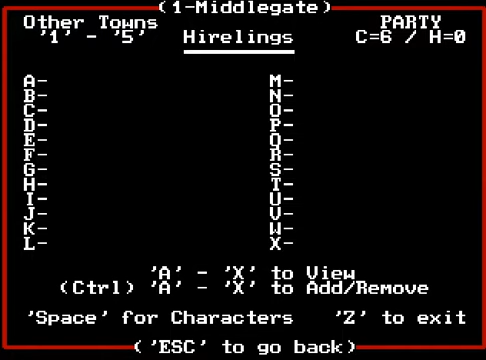 (1-Middlegate)
Other Towns PARTY
'1' - '5' Hirelings C=6 / H=0
A- M-
B- N-
C- O-
D- P-
E- Q-
F- R-
G- S-
H- T-
I- U-
J- V-
K- W-
L- X-
'A' - 'X' to View
(Ctrl) 'A' - 'X' to Add/Remove
'Space' for Characters 'Z' to exit
('ESC' to go back)